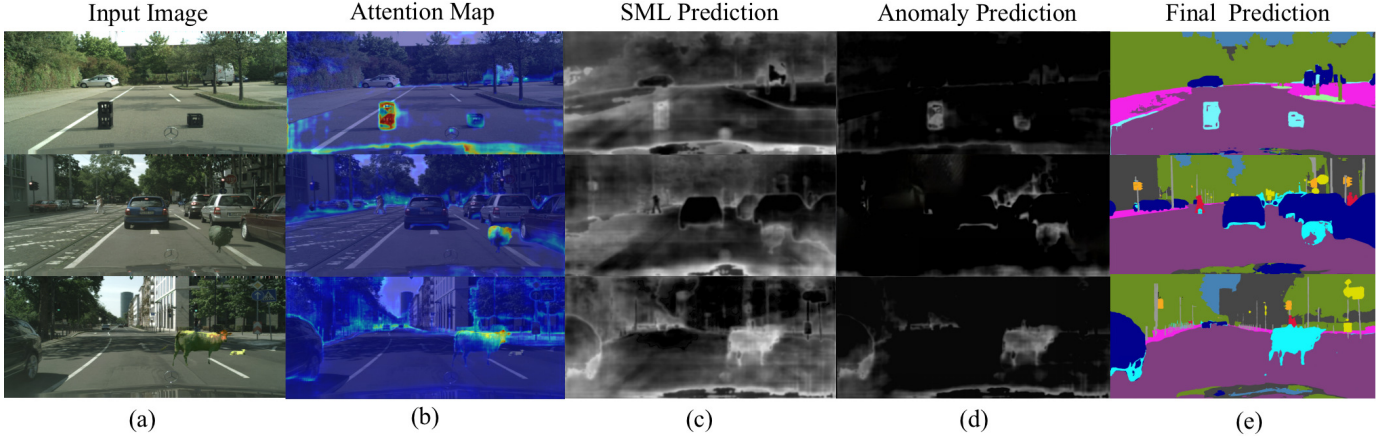 Input Image
Attention Map
SML Prediction
Anomaly Prediction
Final Prediction
(a)
(b)
(c)
(d)
(e)